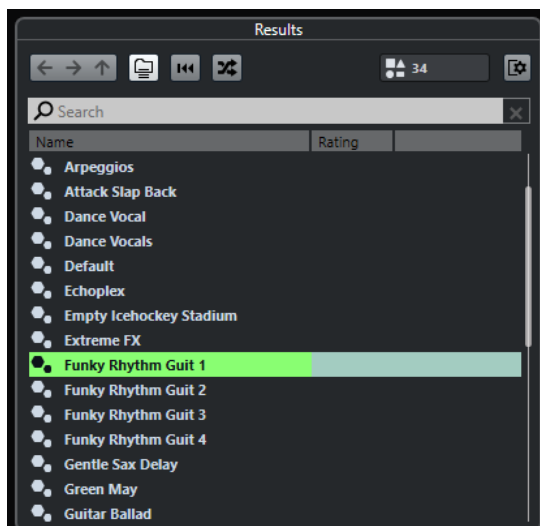 Results
34
Search
Name Rating
Arpeggios
Attack Slap Back
Dance Vocal
Dance Vocals
Default
Echoplex
Empty Icehockey Stadium
Extreme FX
Funky Rhythm Guit 1
Funky Rhythm Guit 2
Funky Rhythm Guit 3
Funky Rhythm Guit 4
Gentle Sax Delay
Green May
Guitar Ballad